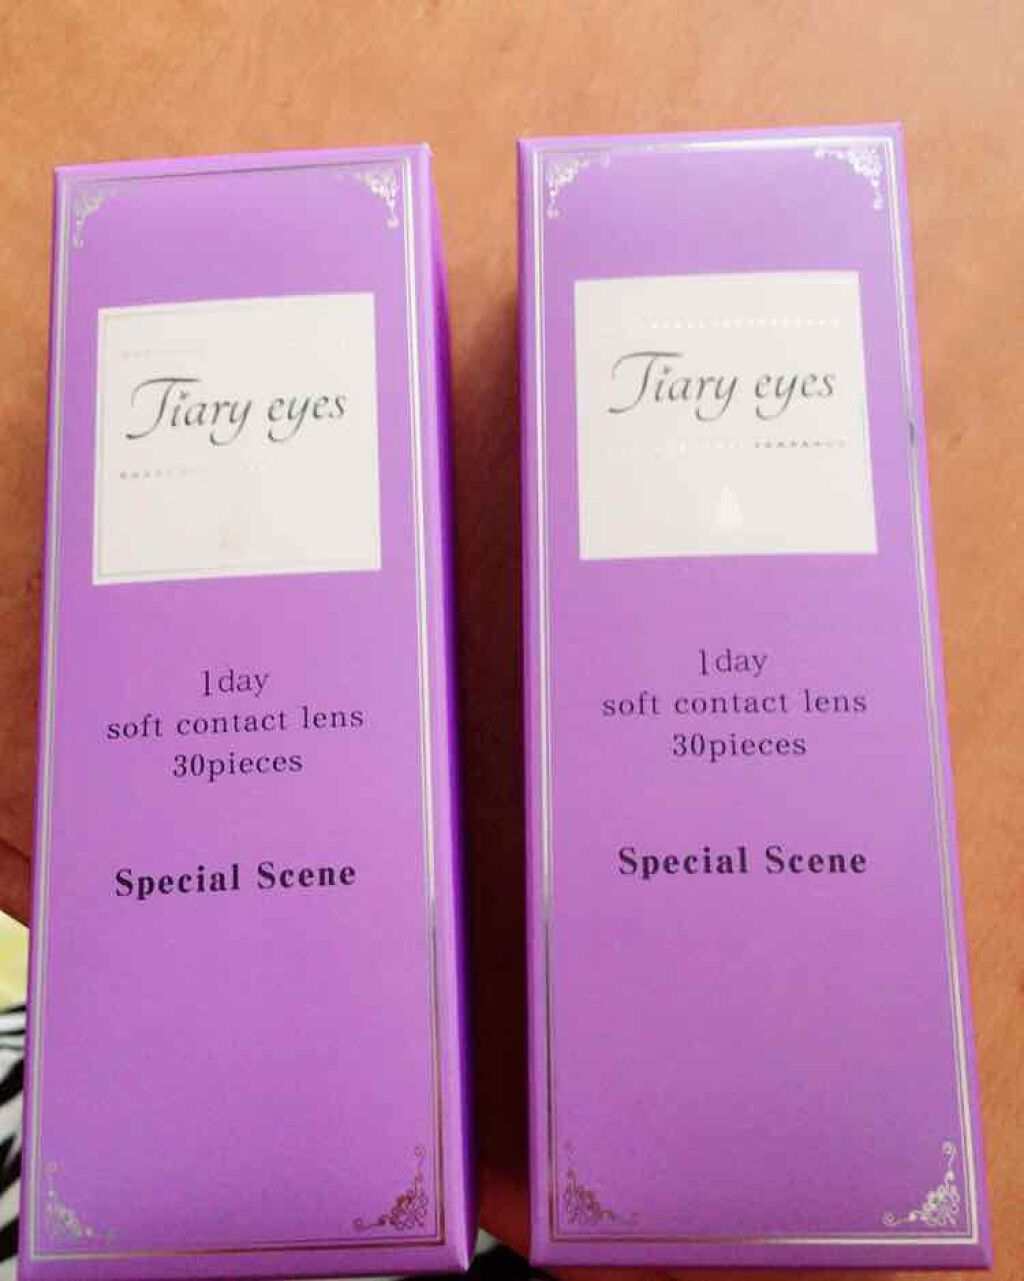 Tiary eyes
1day
soft contact lens
30pieces
Special Scene
Tiary eyes
1day
soft contact lens
30pieces
Special Scene